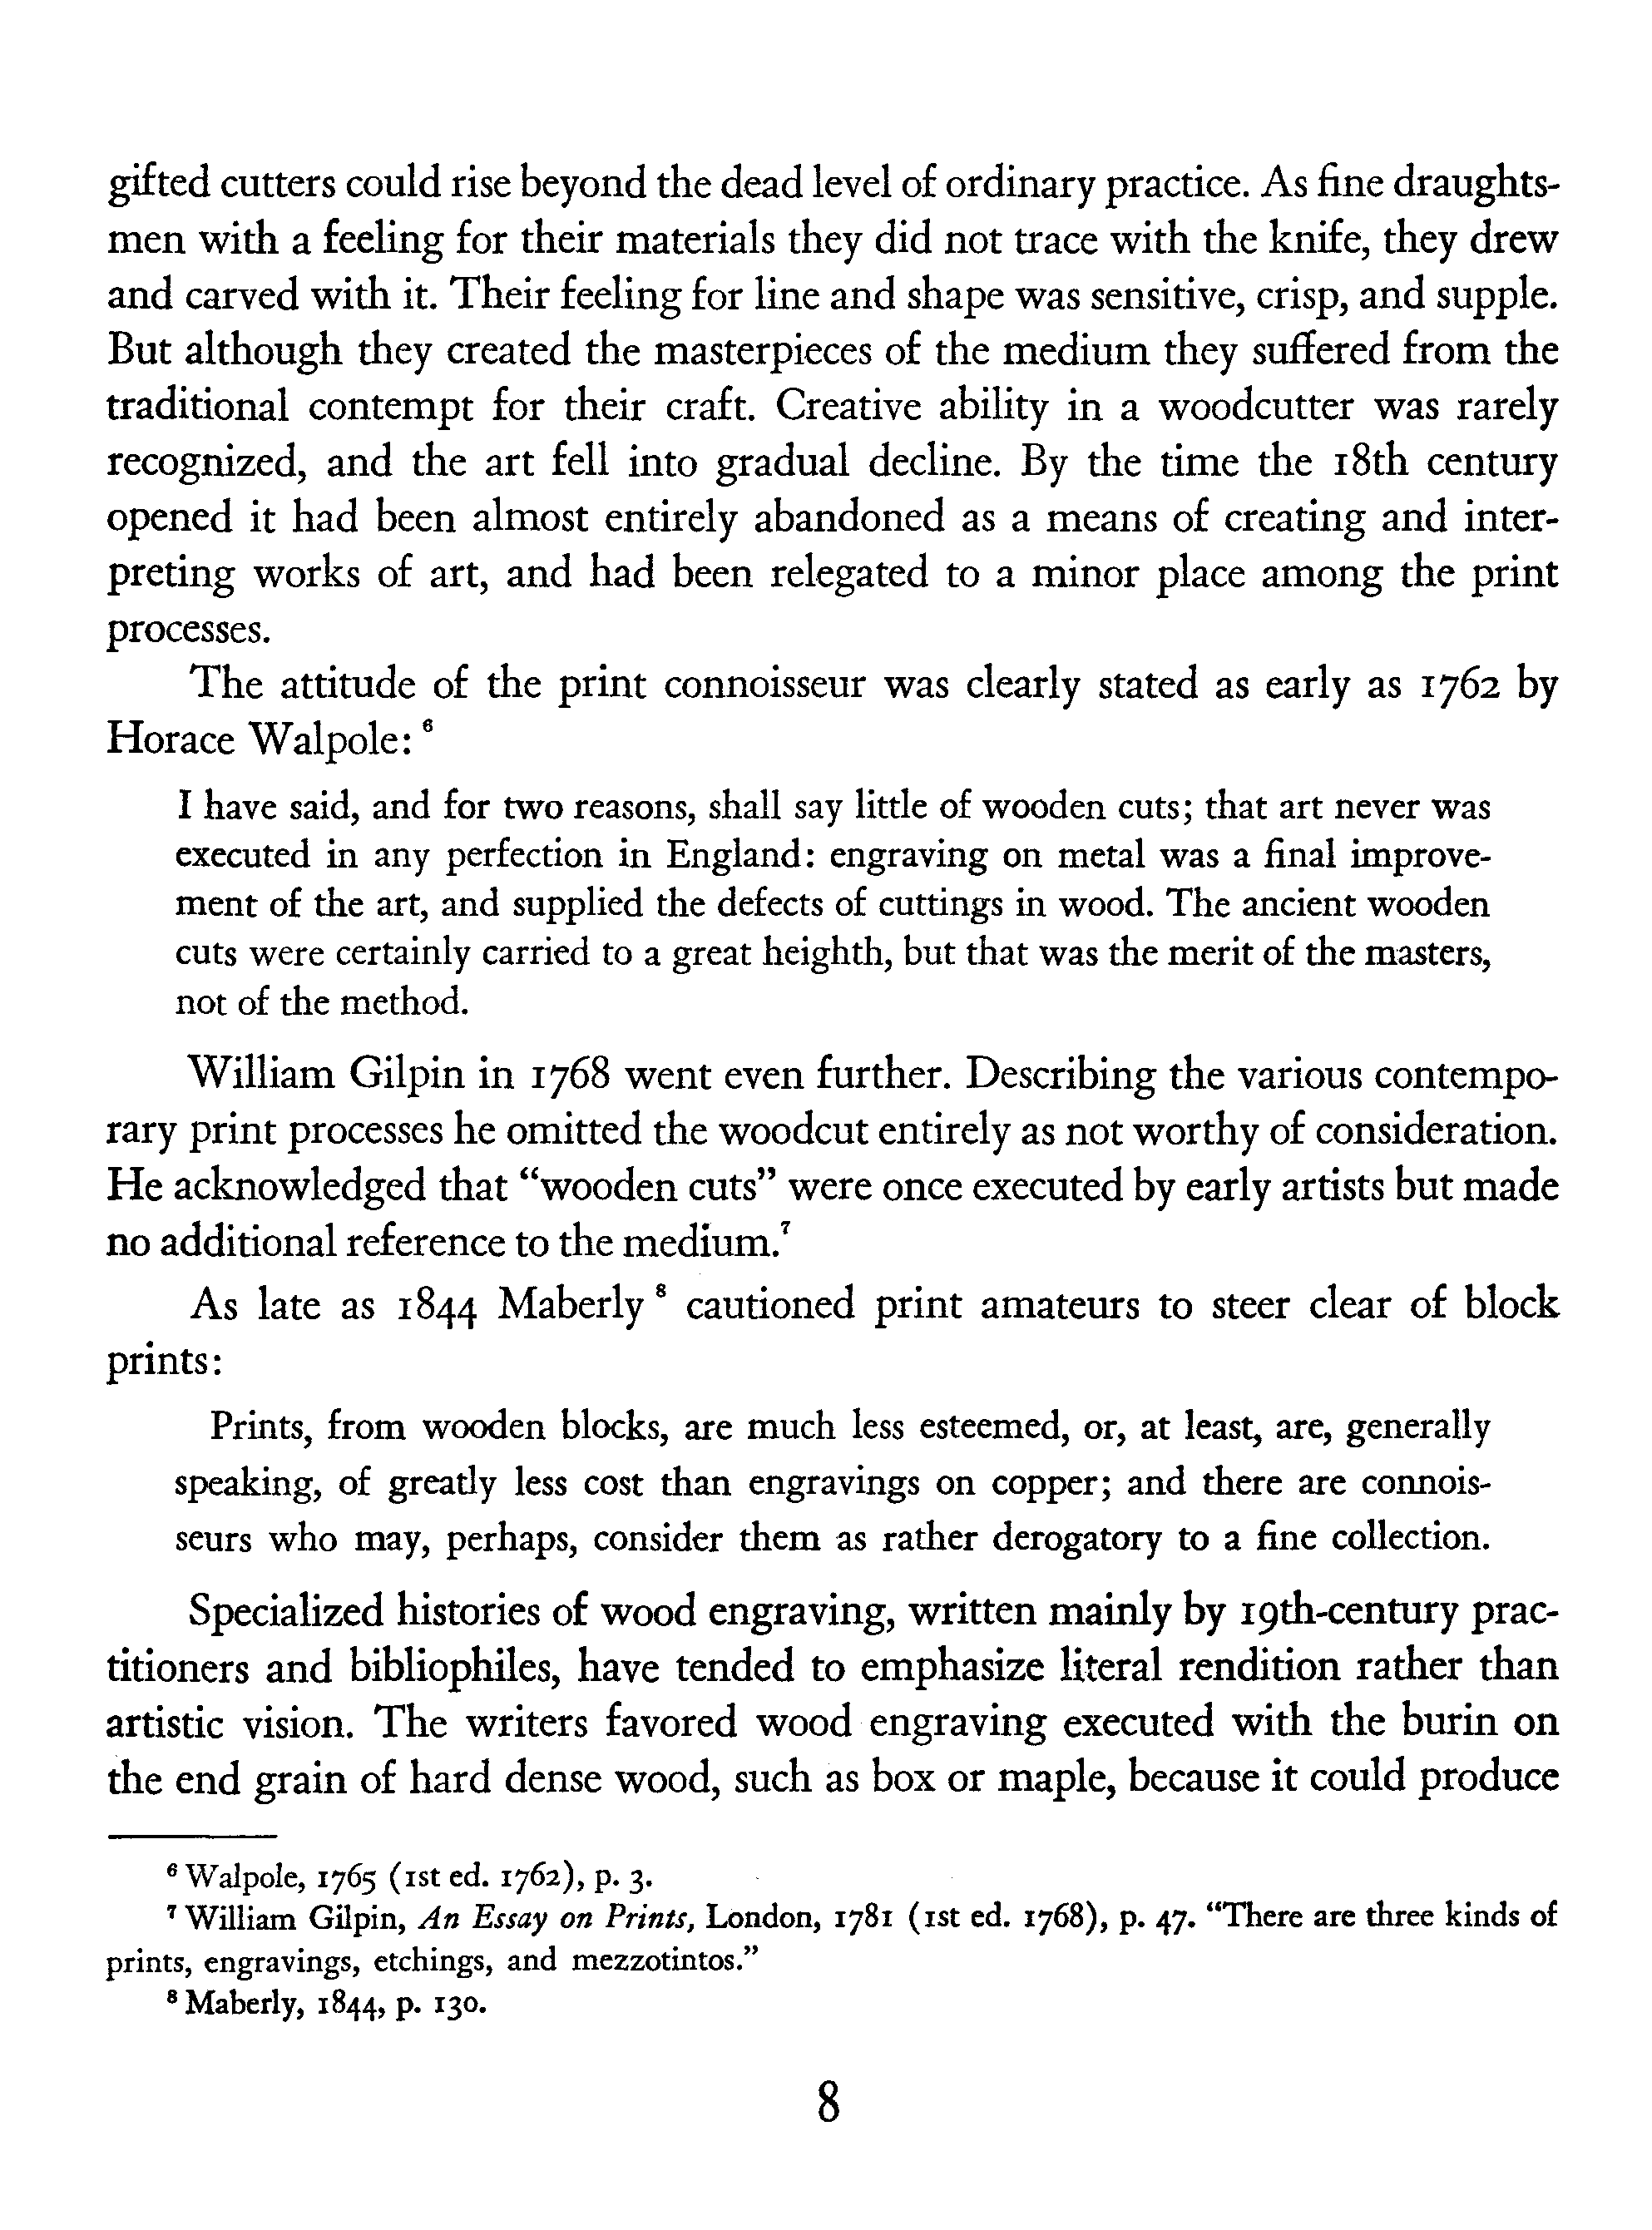 gifted cutters could rise beyond the dead level of ordinary practice. As fine draughts-
men with a feeling for their materials they did not trace with the knife, they drew
and carved with it. Their feeling for line and shape was sensitive, crisp, and supple.
But although they created the masterpieces of the medium they suffered from the
traditional contempt for their craft. Creative ability in a woodcutter was rarely
recognized, and the art fell into gradual decline. By the time the 18th century
opened it had been almost entirely abandoned as a means of creating and inter-
preting works of art, and had been relegated to a minor place among the print
processes.
The attitude of the print connoisseur was clearly stated as early as 1762 by
Horace Walpole: ⁶
I have said, and for two reasons, shall say little of wooden cuts; that art never was
executed in any perfection in England: engraving on metal was a final improve-
ment of the art, and supplied the defects of cuttings in wood. The ancient wooden
cuts were certainly carried to a great heighth, but that was the merit of the masters,
not of the method.
William Gilpin in 1768 went even further. Describing the various contempo-
rary print processes he omitted the woodcut entirely as not worthy of consideration.
He acknowledged that “wooden cuts” were once executed by early artists but made
no additional reference to the medium.⁷
As late as 1844 Maberly ⁸ cautioned print amateurs to steer clear of block
prints:
Prints, from wooden blocks, are much less esteemed, or, at least, are, generally
speaking, of greatly less cost than engravings on copper; and there are connois-
seurs who may, perhaps, consider them as rather derogatory to a fine collection.
Specialized histories of wood engraving, written mainly by 19th-century prac-
titioners and bibliophiles, have tended to emphasize literal rendition rather than
artistic vision. The writers favored wood engraving executed with the burin on
the end grain of hard dense wood, such as box or maple, because it could produce
⁶ Walpole, 1765 (1st ed. 1762), p. 3.
⁷ William Gilpin, An Essay on Prints, London, 1781 (1st ed. 1768), p. 47. “There are three kinds of
prints, engravings, etchings, and mezzotintos.”
⁸ Maberly, 1844, p. 130.
8